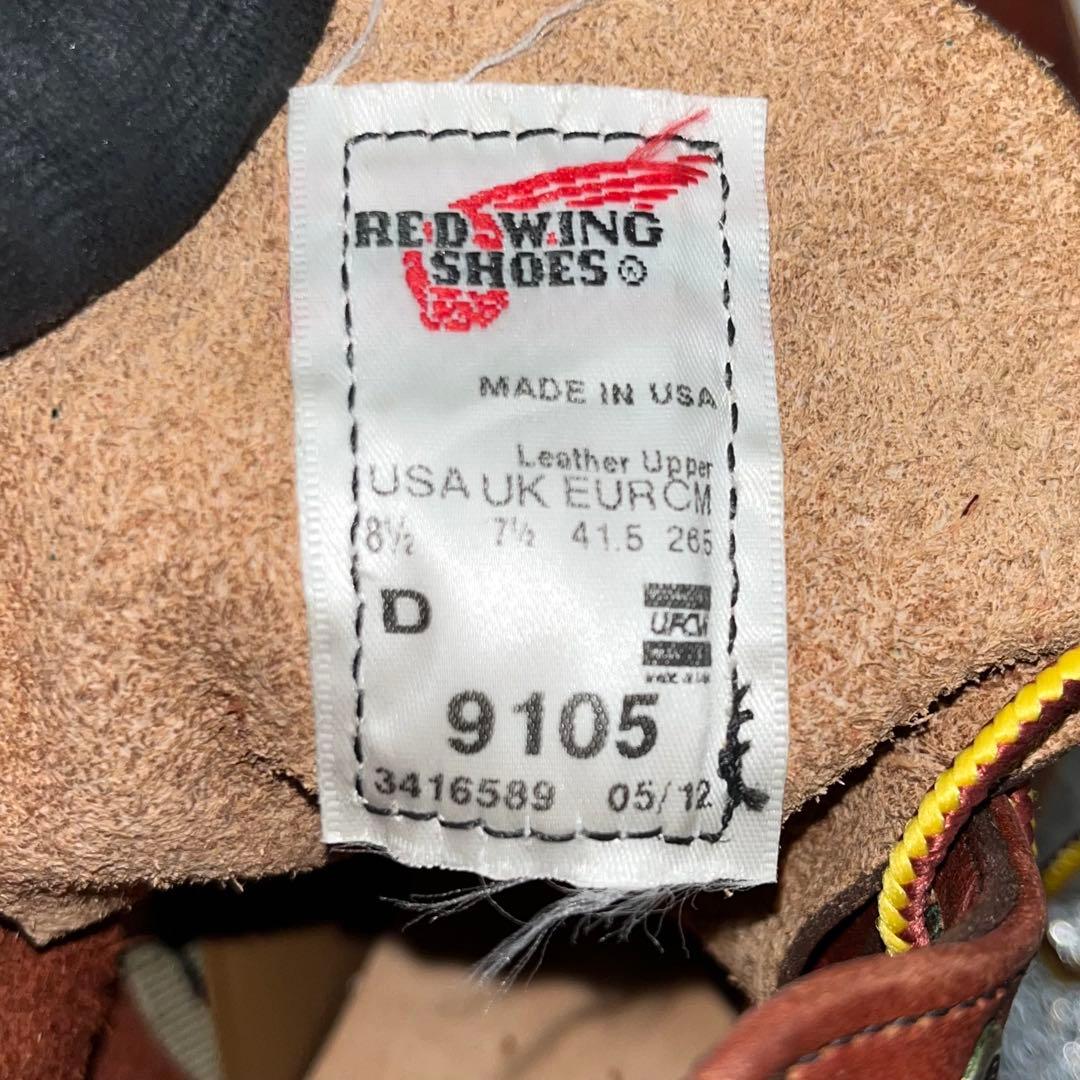 RED WING
SHOES ®
MADE IN USA
Leather Upper
USA UK EUR CM
8½ 7½ 41.5 265
D
UFCW
9105
3416589 05/12